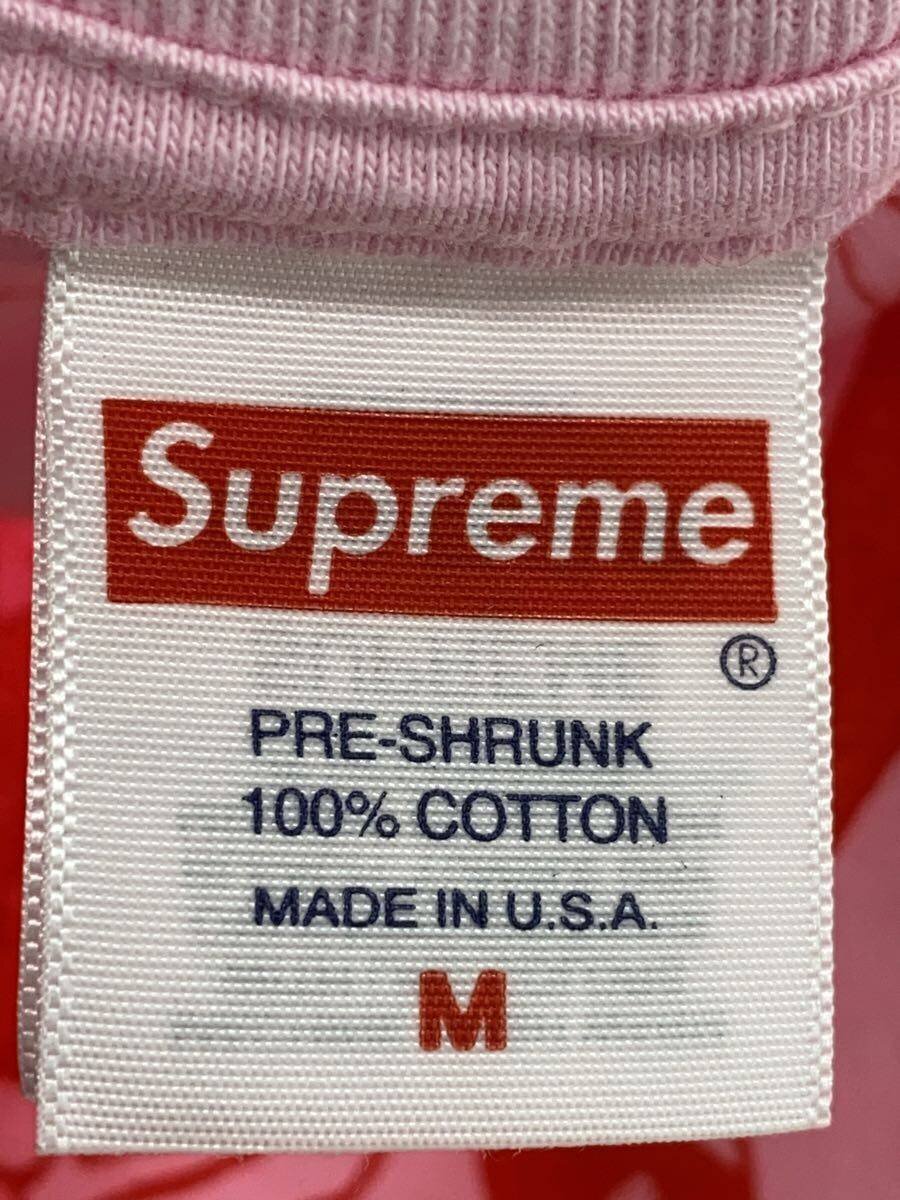 Supreme
®
PRE-SHRUNK
100% COTTON
MADE IN U.S.A.
M